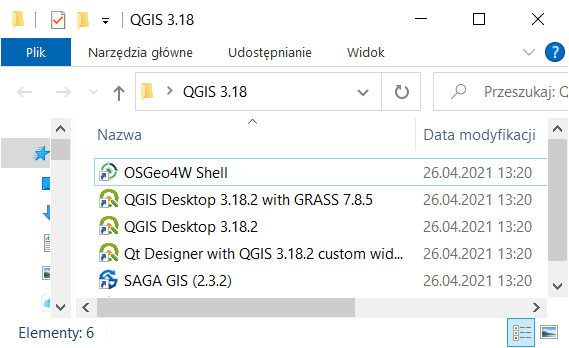 QGIS 3.18
Plik Narzędzia główne Udostępnianie Widok
QGIS 3.18 Przeszukaj: Q
Nazwa Data modyfikacji
OSGeo4W Shell 26.04.2021 13:20
QGIS Desktop 3.18.2 with GRASS 7.8.5 26.04.2021 13:20
QGIS Desktop 3.18.2 26.04.2021 13:20
Qt Designer with QGIS 3.18.2 custom wid... 26.04.2021 13:20
SAGA GIS (2.3.2) 26.04.2021 13:20
Elementy: 6